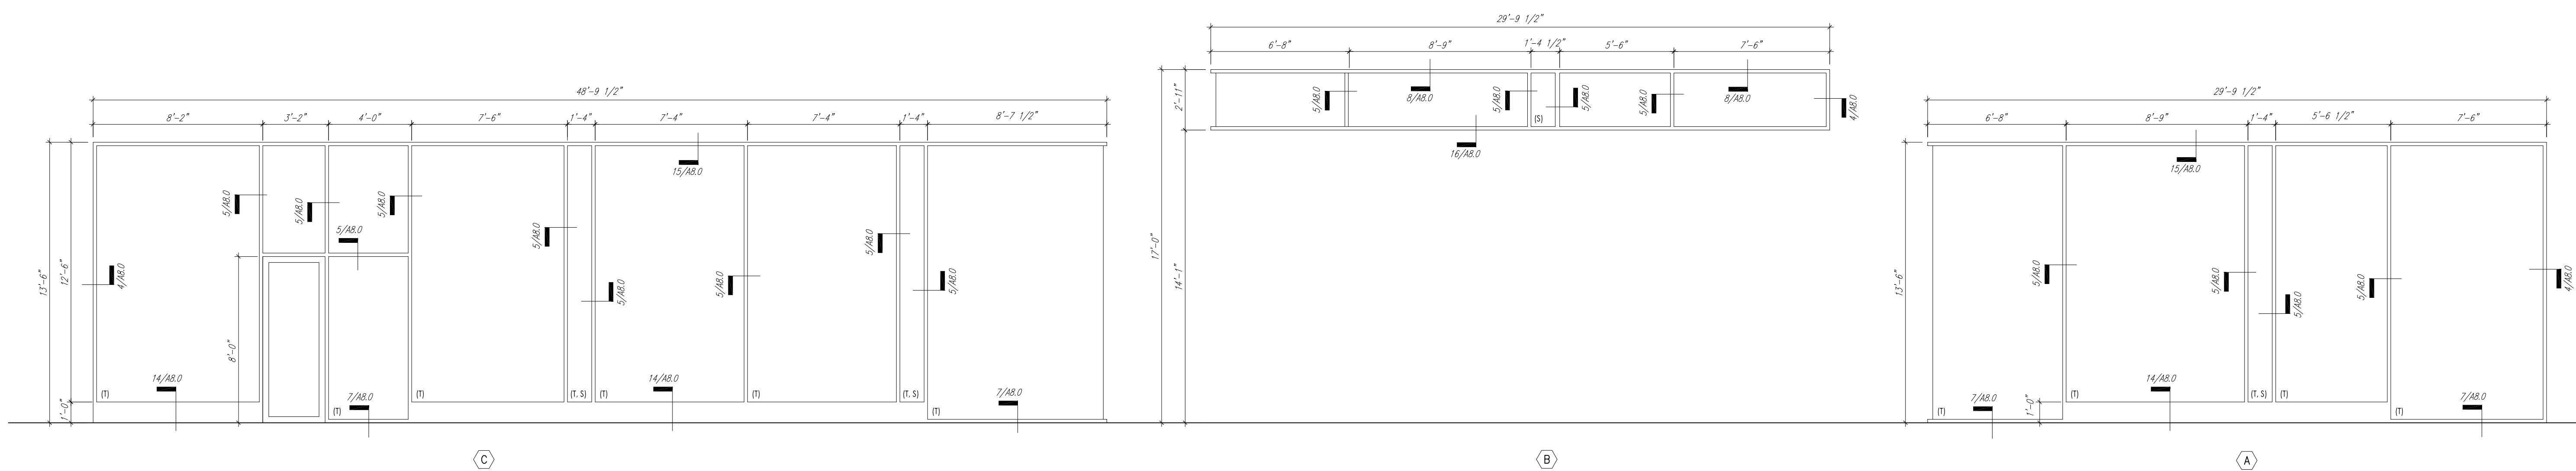 48'-9 1/2"
8'-2"
3'-2"
4'-0"
7'-6"
1'-4"
7'-4"
7'-4"
1'-4"
8'-7 1/2"
15/A8.0
5/A8.0
5/A8.0
5/A8.0
5/A8.0
5/A8.0
5/A8.0
4/A8.0
5/A8.0
5/A8.0
5/A8.0
13'-6"
12'-6"
8'-0"
1'-0"
14/A8.0
14/A8.0
7/A8.0
7/A8.0
(T)
(T)
(T)
(T, S)
(T)
(T)
(T, S)
(T)
C
29'-9 1/2"
6'-8"
8'-9"
1'-4 1/2"
5'-6"
7'-6"
2'-11"
5/A8.0
8/A8.0
5/A8.0
5/A8.0
5/A8.0
8/A8.0
4/A8.0
(S)
16/A8.0
17'-0"
14'-1"
B
29'-9 1/2"
6'-8"
8'-9"
1'-4"
5'-6 1/2"
7'-6"
15/A8.0
13'-6"
5/A8.0
5/A8.0
5/A8.0
5/A8.0
4/A8.0
14/A8.0
7/A8.0
7/A8.0
1'-0"
(T)
(T)
(T, S)
(T)
(T)
A